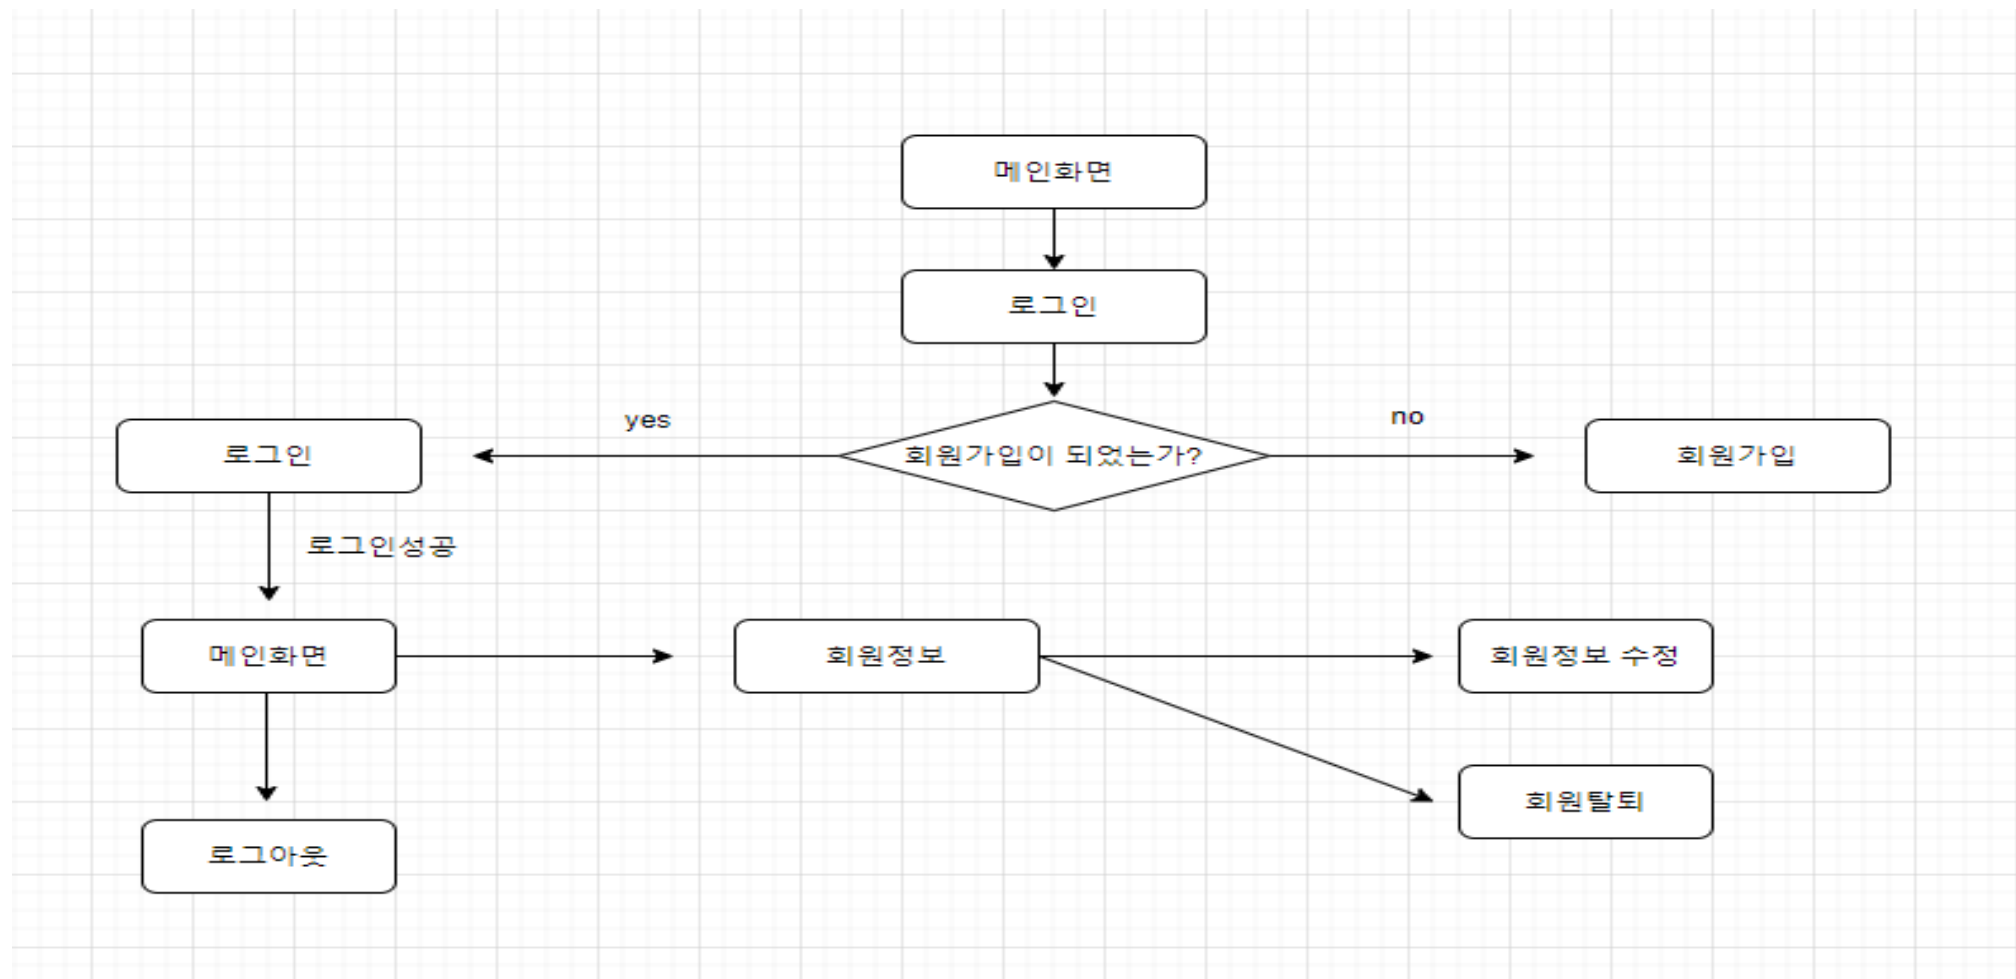 메인화면
로그인
yes
no
로그인
회원가입이 되었는가?
회원가입
로그인성공
메인화면
회원정보
회원정보 수정
회원탈퇴
로그아웃